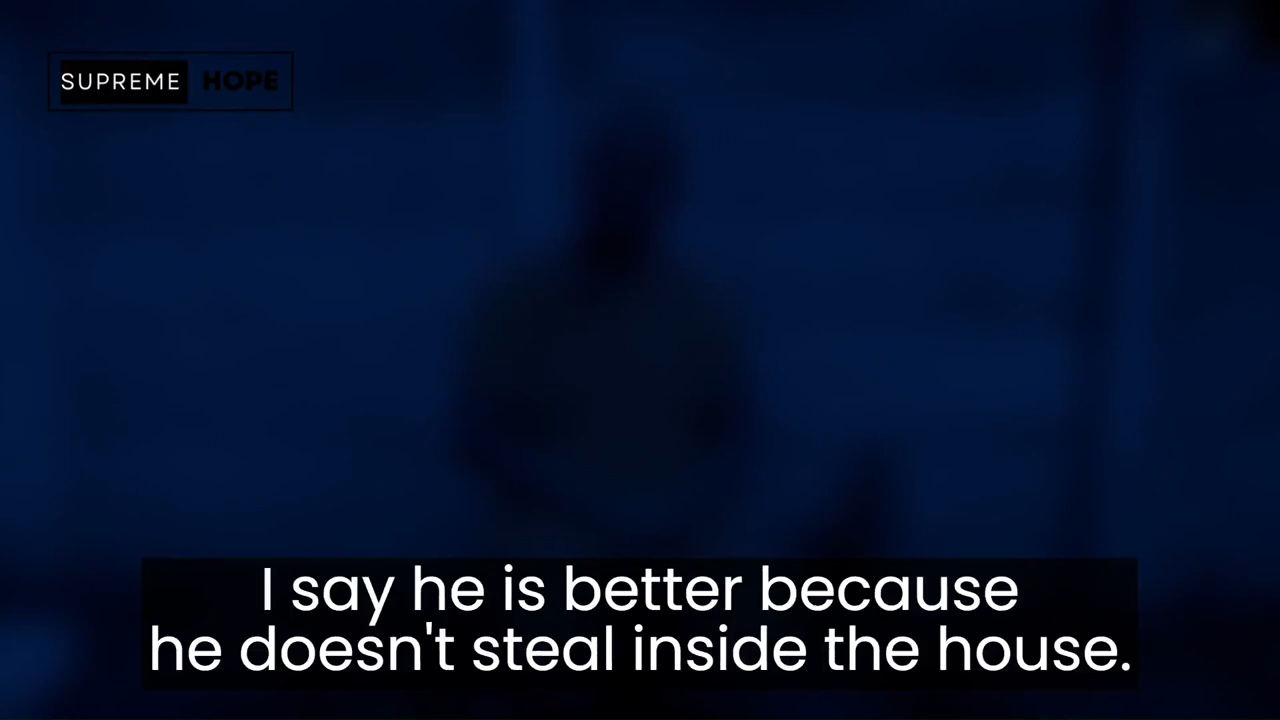 SUPREME HOPE
I say he is better because
he doesn't steal inside the house.